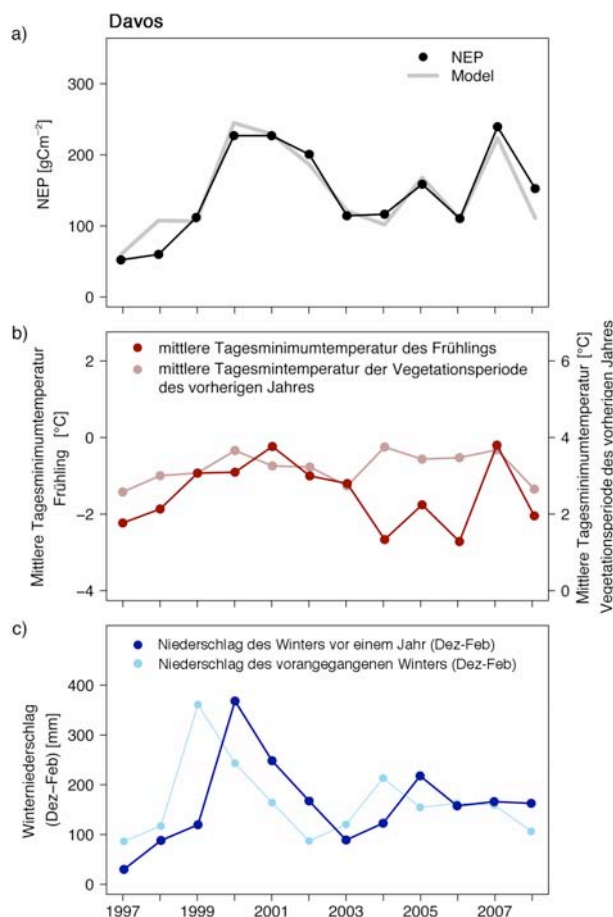 Davos
a)
NEP
Model
NEP [gCm⁻²]
300
200
100
0
b)
mittlere Tagesminimumtemperatur des Frühlings
mittlere Tagesmintemperatur der Vegetationsperiode
des vorherigen Jahres
Mittlere Tagesminimumtemperatur
Frühling [°C]
2
0
−2
−4
6
4
2
0
Mittlere Tagesminimumtemperatur [°C]
Vegetationsperiode des vorherigen Jahres
c)
Niederschlag des Winters vor einem Jahr (Dez-Feb)
Niederschlag des vorangegangenen Winters (Dez-Feb)
Winterniederschlag
(Dez–Feb) [mm]
400
300
200
100
0
1997 1999 2001 2003 2005 2007